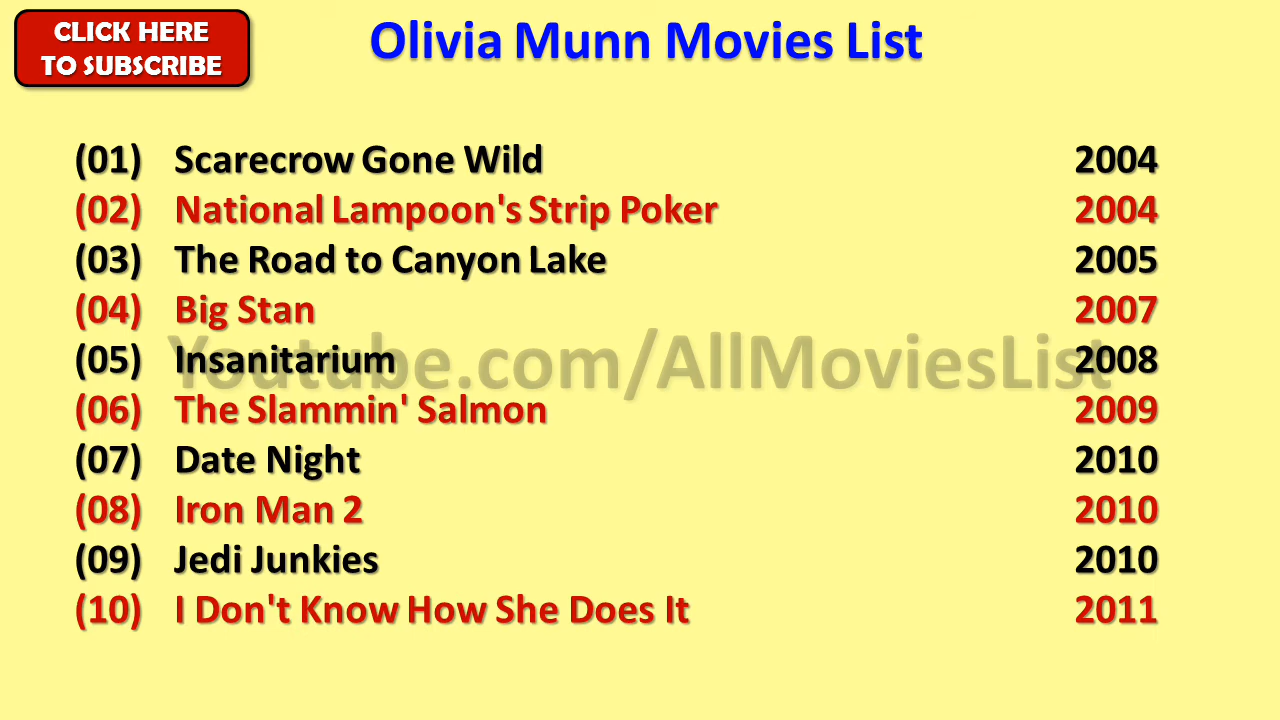 CLICK HERE
TO SUBSCRIBE
Olivia Munn Movies List
(01) Scarecrow Gone Wild 2004
(02) National Lampoon's Strip Poker 2004
(03) The Road to Canyon Lake 2005
(04) Big Stan 2007
Youtube.com/AllMoviesList
(05) Insanitarium 2008
(06) The Slammin' Salmon 2009
(07) Date Night 2010
(08) Iron Man 2 2010
(09) Jedi Junkies 2010
(10) I Don't Know How She Does It 2011